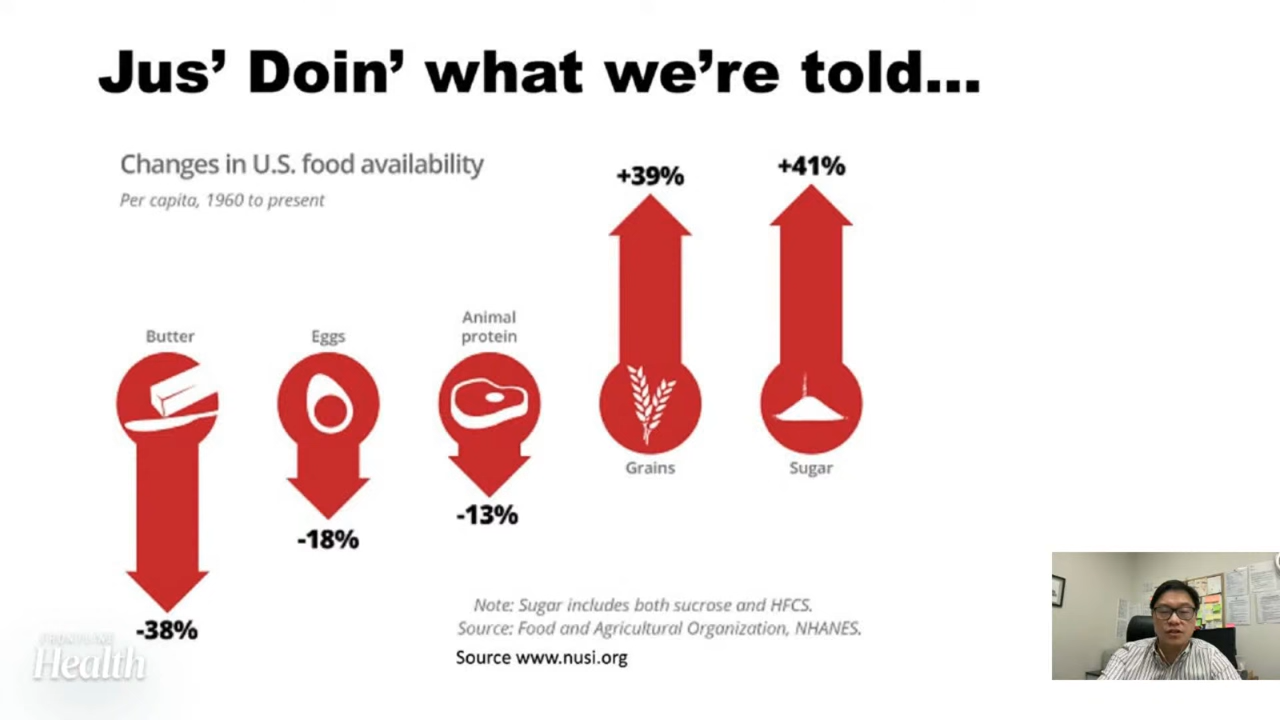 Jus’ Doin’ what we’re told...
Changes in U.S. food availability
Per capita, 1960 to present
+39%
+41%
Butter
Eggs
Animal
protein
Grains
Sugar
-38%
-18%
-13%
Note: Sugar includes both sucrose and HFCS.
Source: Food and Agricultural Organization, NHANES.
Source www.nusi.org
Health